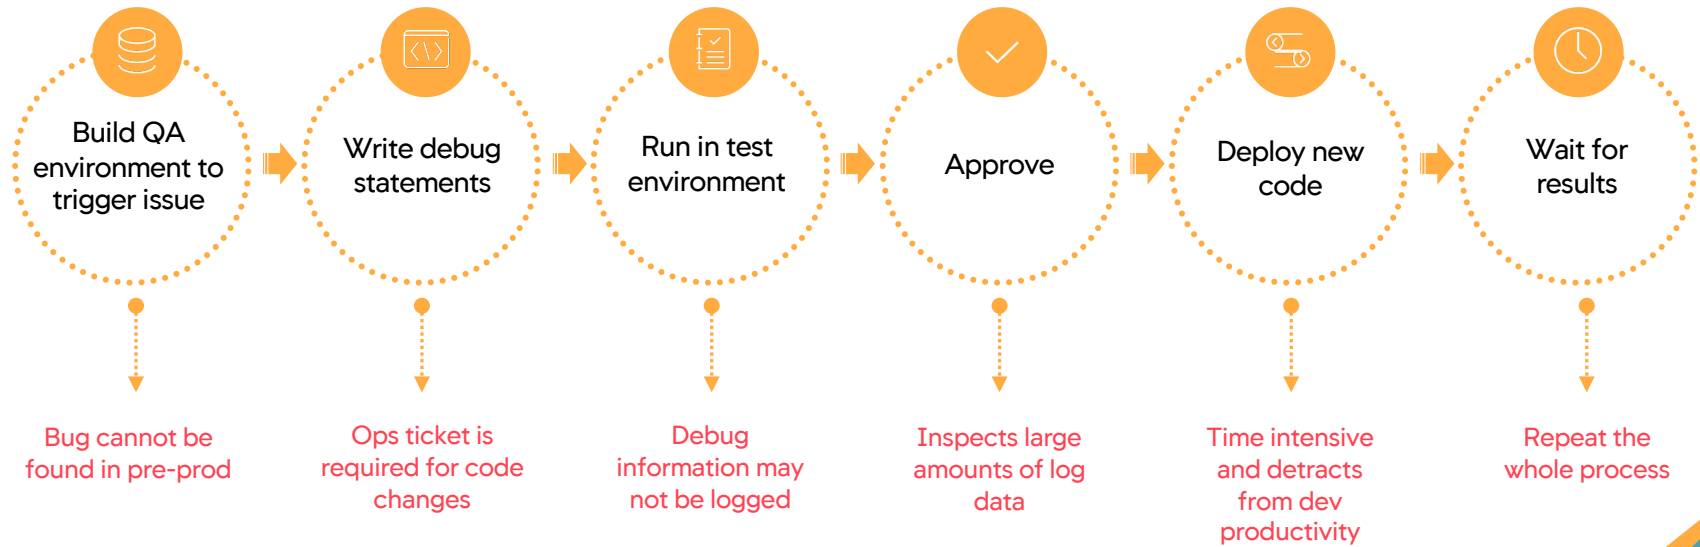 Build QA
environment to
trigger issue
Write debug
statements
Run in test
environment
Approve
Deploy new
code
Wait for
results
Bug cannot be
found in pre-prod
Ops ticket is
required for code
changes
Debug
information may
not be logged
Inspects large
amounts of log
data
Time intensive
and detracts
from dev
productivity
Repeat the
whole process